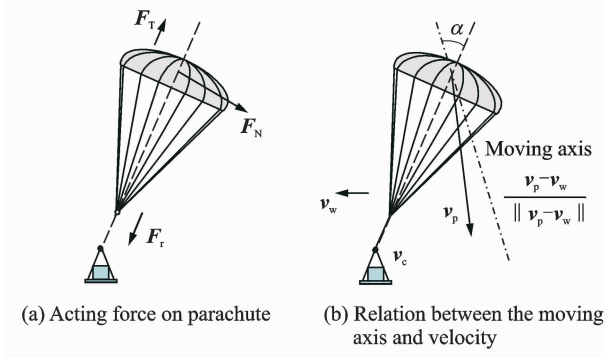 F_T
F_N
F_r
(a) Acting force on parachute
α
Moving axis
v_p-v_w
|| v_p-v_w ||
v_w
v_p
v_c
(b) Relation between the moving
axis and velocity